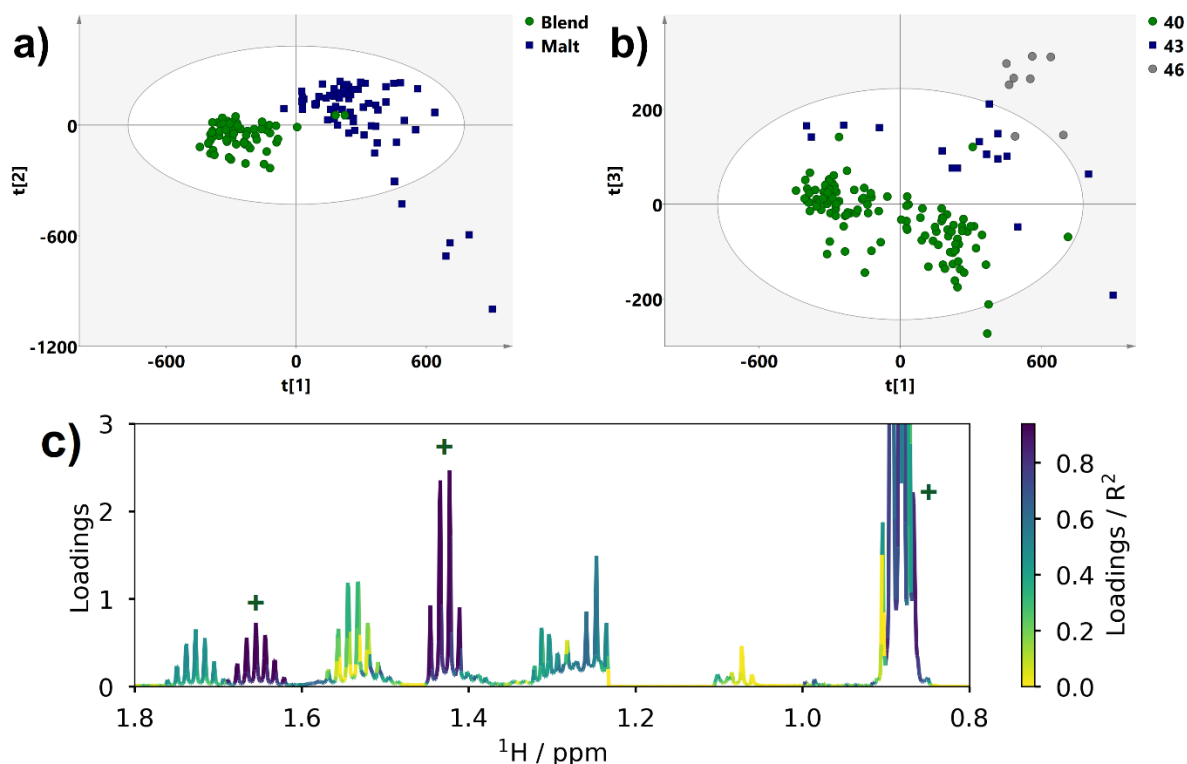 a)
Blend
Malt
t[2]
0
-600
-1200
-600
0
600
t[1]
b)
40
43
46
t[3]
200
0
-200
-600
0
600
t[1]
c)
Loadings
3
2
1
0
+
+
+
1.8
1.6
1.4
1.2
1.0
0.8
¹H / ppm
0.8
0.6
0.4
0.2
0.0
Loadings / R²